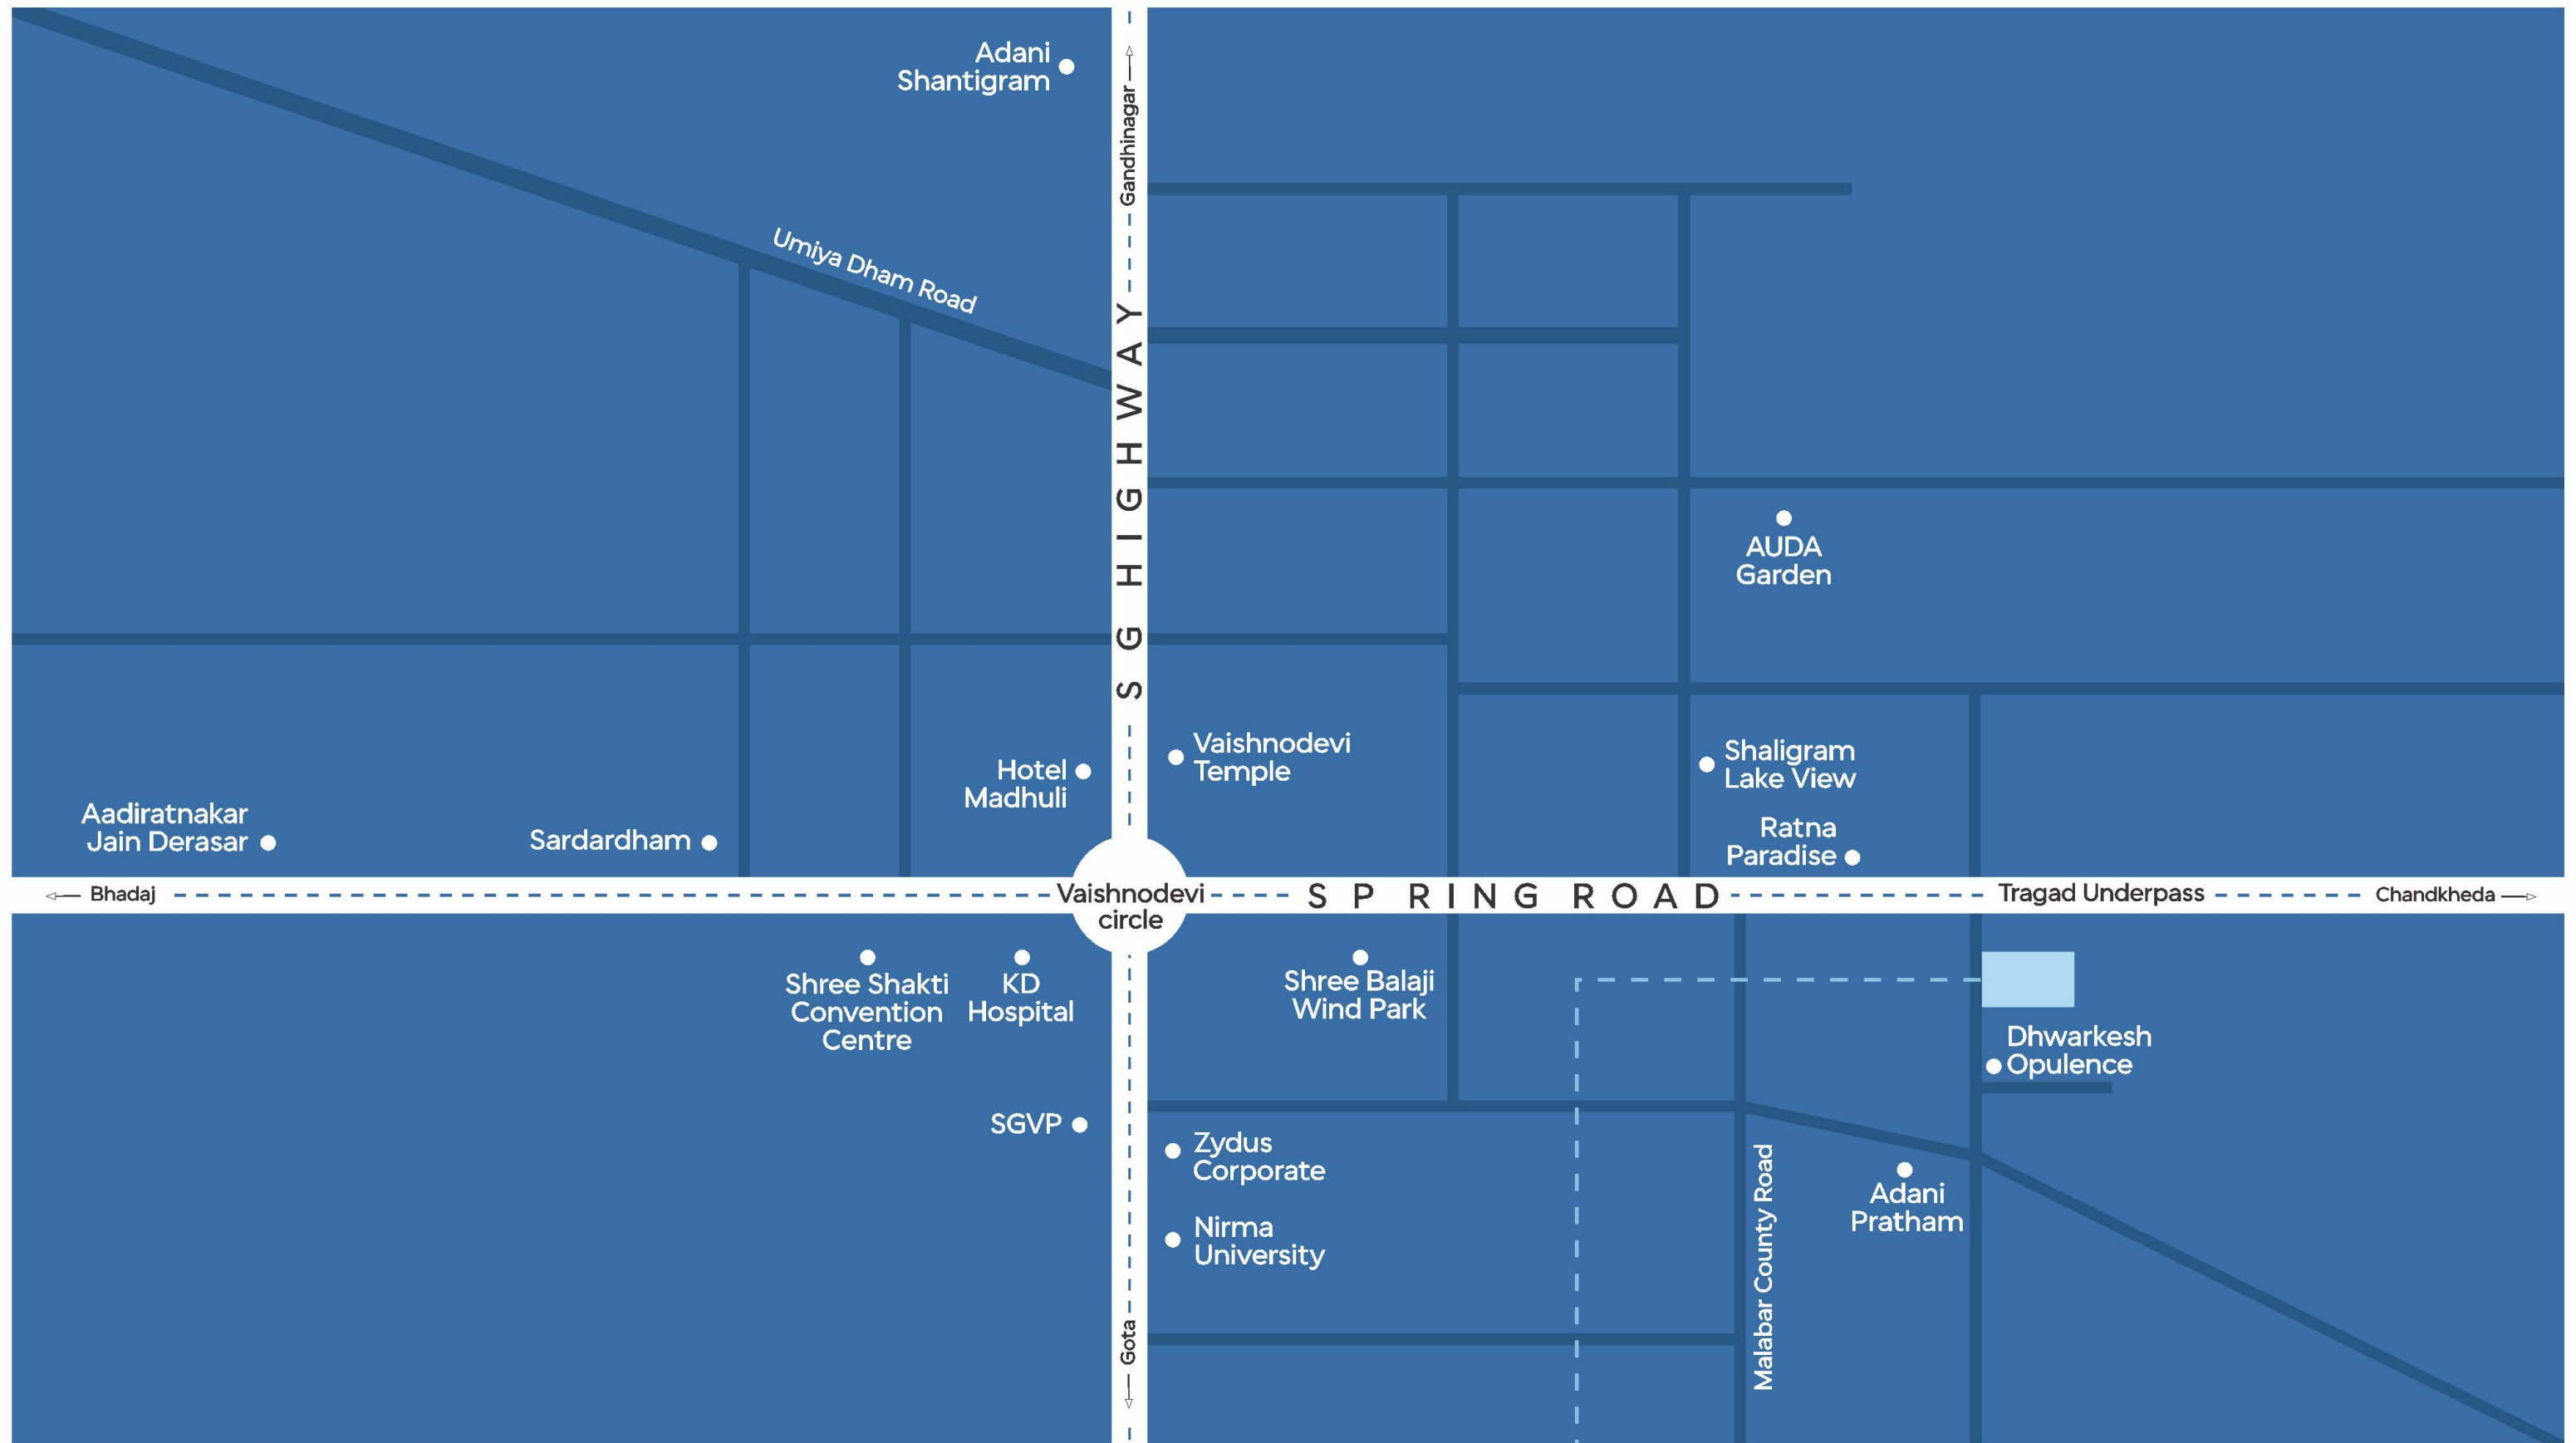 Adani
Shantigram
Gandhinagar
Umiya Dham Road
SG HIGHWAY
AUDA
Garden
Vaishnodevi
Temple
Hotel
Madhuli
Shaligram
Lake View
Aadiratnakar
Jain Derasar
Sardardham
Ratna
Paradise
Bhadaj
Vaishnodevi
circle
SP RING ROAD
Tragad Underpass
Chandkheda
Shree Shakti
Convention
Centre
KD
Hospital
Shree Balaji
Wind Park
Dhwarkesh
Opulence
SGVP
Zydus
Corporate
Nirma
University
Malabar County Road
Adani
Pratham
Gota